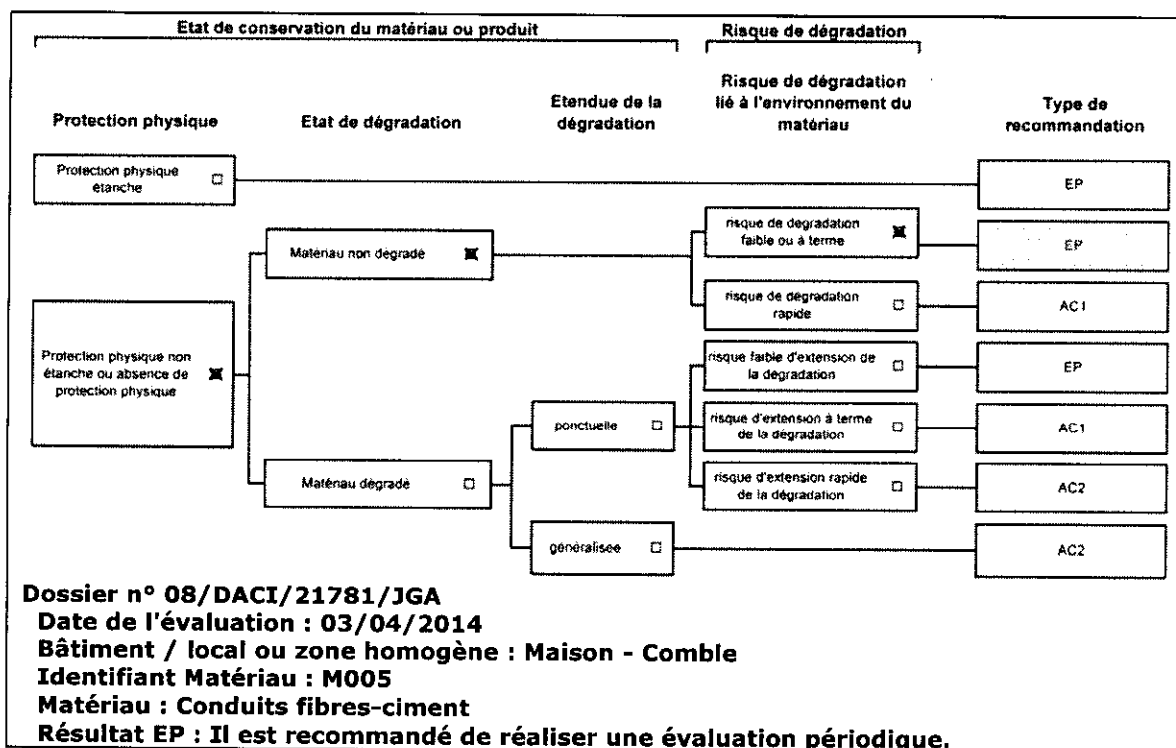 Etat de conservation du matériau ou produit
Risque de dégradation
Protection physique
Etat de dégradation
Etendue de la
dégradation
Risque de dégradation
lié à l'environnement du
matériau
Type de
recommandation
Protection physique
étanche
EP
Protection physique non
étanche ou absence de
protection physique
Matériau non dégradé
risque de dégradation
faible ou à terme
EP
risque de dégradation
rapide
AC1
Matériau dégradé
ponctuelle
risque faible d'extension de
la dégradation
EP
risque d'extension à terme
de la dégradation
AC1
risque d'extension rapide
de la dégradation
AC2
généralisée
AC2
Dossier n° 08/DACI/21781/JGA
Date de l'évaluation : 03/04/2014
Bâtiment / local ou zone homogène : Maison - Comble
Identifiant Matériau : M005
Matériau : Conduits fibres-ciment
Résultat EP : Il est recommandé de réaliser une évaluation périodique.